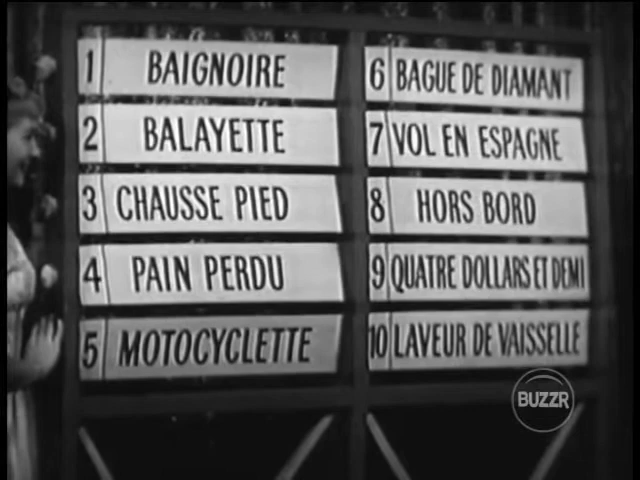 1 BAIGNOIRE
2 BALAYETTE
3 CHAUSSE PIED
4 PAIN PERDU
5 MOTOCYCLETTE
6 BAGUE DE DIAMANT
7 VOL EN ESPAGNE
8 HORS BORD
9 QUATRE DOLLARS ET DEMI
10 LAVEUR DE VAISSELLE
BUZZR